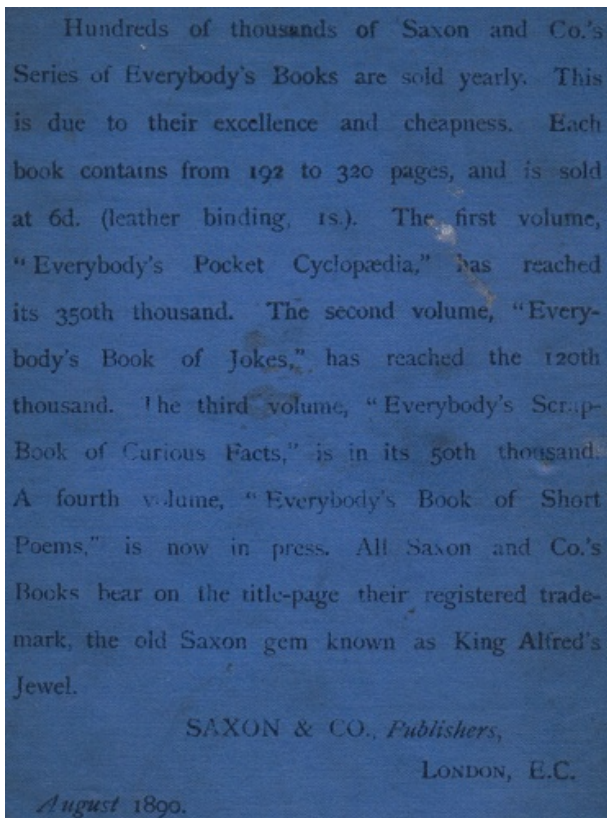 Hundreds of thousands of Saxon and Co.'s
Series of Everybody's Books are sold yearly. This
is due to their excellence and cheapness. Each
book contains from 192 to 320 pages, and is sold
at 6d. (leather binding, 1s.). The first volume,
"Everybody's Pocket Cyclopædia," has reached
its 350th thousand. The second volume, "Every-
body's Book of Jokes," has reached the 120th
thousand. The third volume, "Everybody's Scrap-
Book of Curious Facts," is in its 50th thousand.
A fourth volume, "Everybody's Book of Short
Poems," is now in press. All Saxon and Co.'s
Books bear on the title-page their registered trade-
mark, the old Saxon gem known as King Alfred's
Jewel.
SAXON & CO., Publishers,
LONDON, E.C.
August 1890.